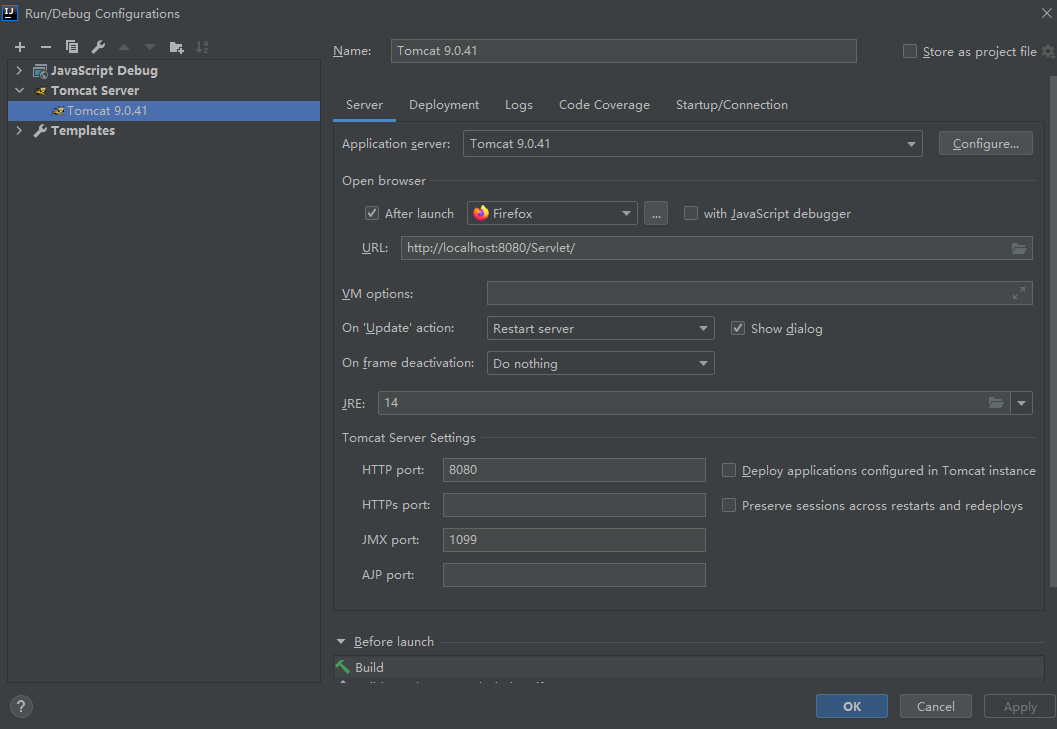 Run/Debug Configurations
Name: Tomcat 9.0.41 Store as project file
JavaScript Debug
Tomcat Server
Tomcat 9.0.41
Templates
Server Deployment Logs Code Coverage Startup/Connection
Application server: Tomcat 9.0.41 Configure...
Open browser
After launch Firefox ... with JavaScript debugger
URL: http://localhost:8080/Servlet/
VM options:
On 'Update' action: Restart server Show dialog
On frame deactivation: Do nothing
JRE: 14
Tomcat Server Settings
HTTP port: 8080 Deploy applications configured in Tomcat instance
HTTPs port: Preserve sessions across restarts and redeploys
JMX port: 1099
AJP port:
Before launch
Build
? OK Cancel Apply